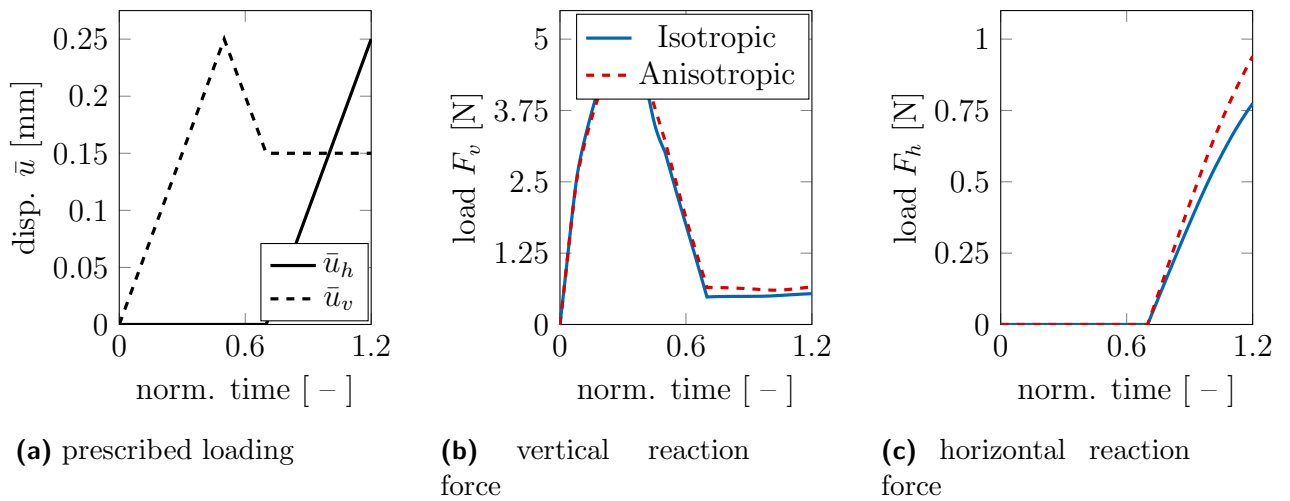 0.25
0.2
0.15
0.1
0.05
0
0
0.6
1.2
disp. ū [mm]
norm. time [ – ]
ū_h
ū_v
(a) prescribed loading
5
3.75
2.5
1.25
0
0
0.6
1.2
load F_v [N]
norm. time [ – ]
Isotropic
Anisotropic
(b) vertical reaction
force
1
0.75
0.5
0.25
0
0
0.6
1.2
load F_h [N]
norm. time [ – ]
(c) horizontal reaction
force